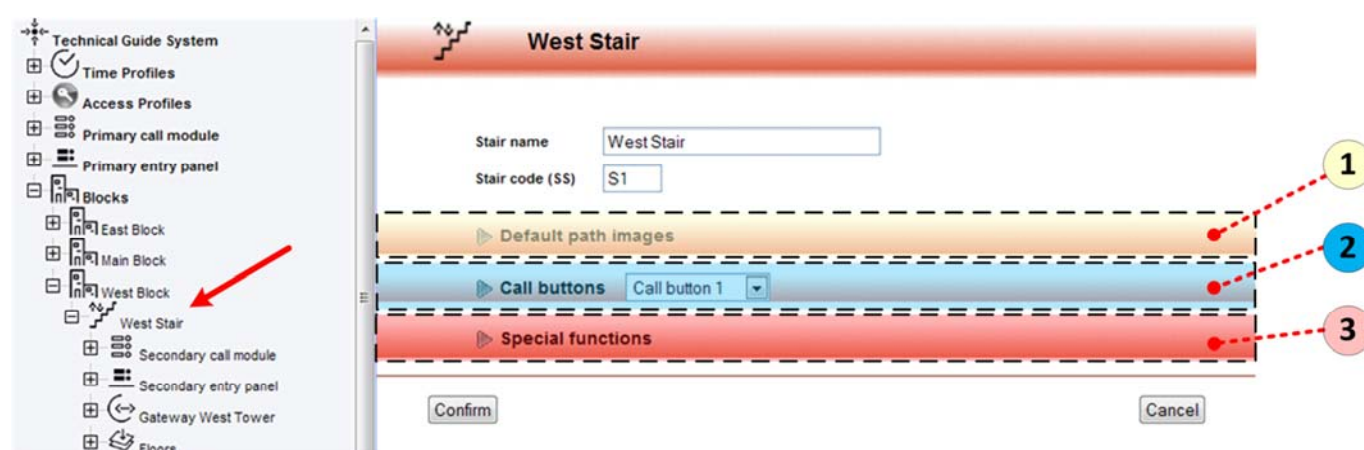 Technical Guide System
Time Profiles
Access Profiles
Primary call module
Primary entry panel
Blocks
East Block
Main Block
West Block
West Stair
Secondary call module
Secondary entry panel
Gateway West Tower
Floors
West Stair
Stair name West Stair
Stair code (SS) S1
Default path images
Call buttons Call button 1
Special functions
Confirm Cancel
1
2
3